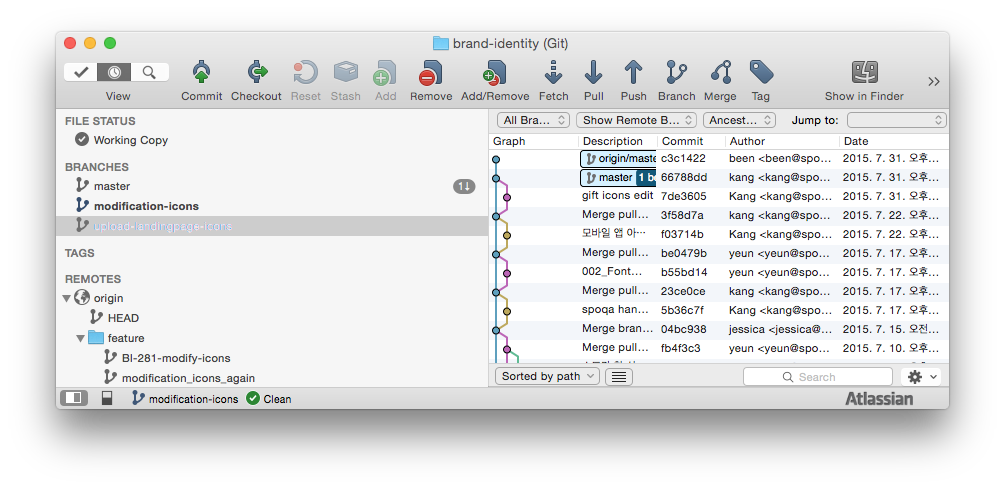 brand-identity (Git)
View Commit Checkout Reset Stash Add Remove Add/Remove Fetch Pull Push Branch Merge Tag Show in Finder
FILE STATUS
Working Copy
BRANCHES
master 1↓
modification-icons
upload-landingpage-icons
TAGS
REMOTES
origin
HEAD
feature
BI-281-modify-icons
modification_icons_again
All Bra... Show Remote B... Ancest... Jump to:
Graph Description Commit Author Date
origin/maste c3c1422 been <been@spo... 2015. 7. 31. 오후...
master 1 be 66788dd kang <kang@spo... 2015. 7. 31. 오후...
gift icons edit 7de3605 Kang <kang@spo... 2015. 7. 31. 오후...
Merge pull... 3f58d7a Kang <kang@spo... 2015. 7. 22. 오후...
모바일 앱 아... f03714b Kang <kang@spo... 2015. 7. 22. 오후...
Merge pull... be0479b yeun <yeun@spo... 2015. 7. 17. 오후...
002_Font... b55bd14 yeun <yeun@spo... 2015. 7. 17. 오후...
Merge pull... 23ce0ce kang <kang@spo... 2015. 7. 17. 오후...
spoqa han... 5b36c7f Kang <kang@spo... 2015. 7. 17. 오후...
Merge bran... 04bc938 jessica <jessica@... 2015. 7. 15. 오전...
Merge pull... fb4f3c3 yeun <yeun@spo... 2015. 7. 10. 오후...
Sorted by path Search
modification-icons Clean Atlassian